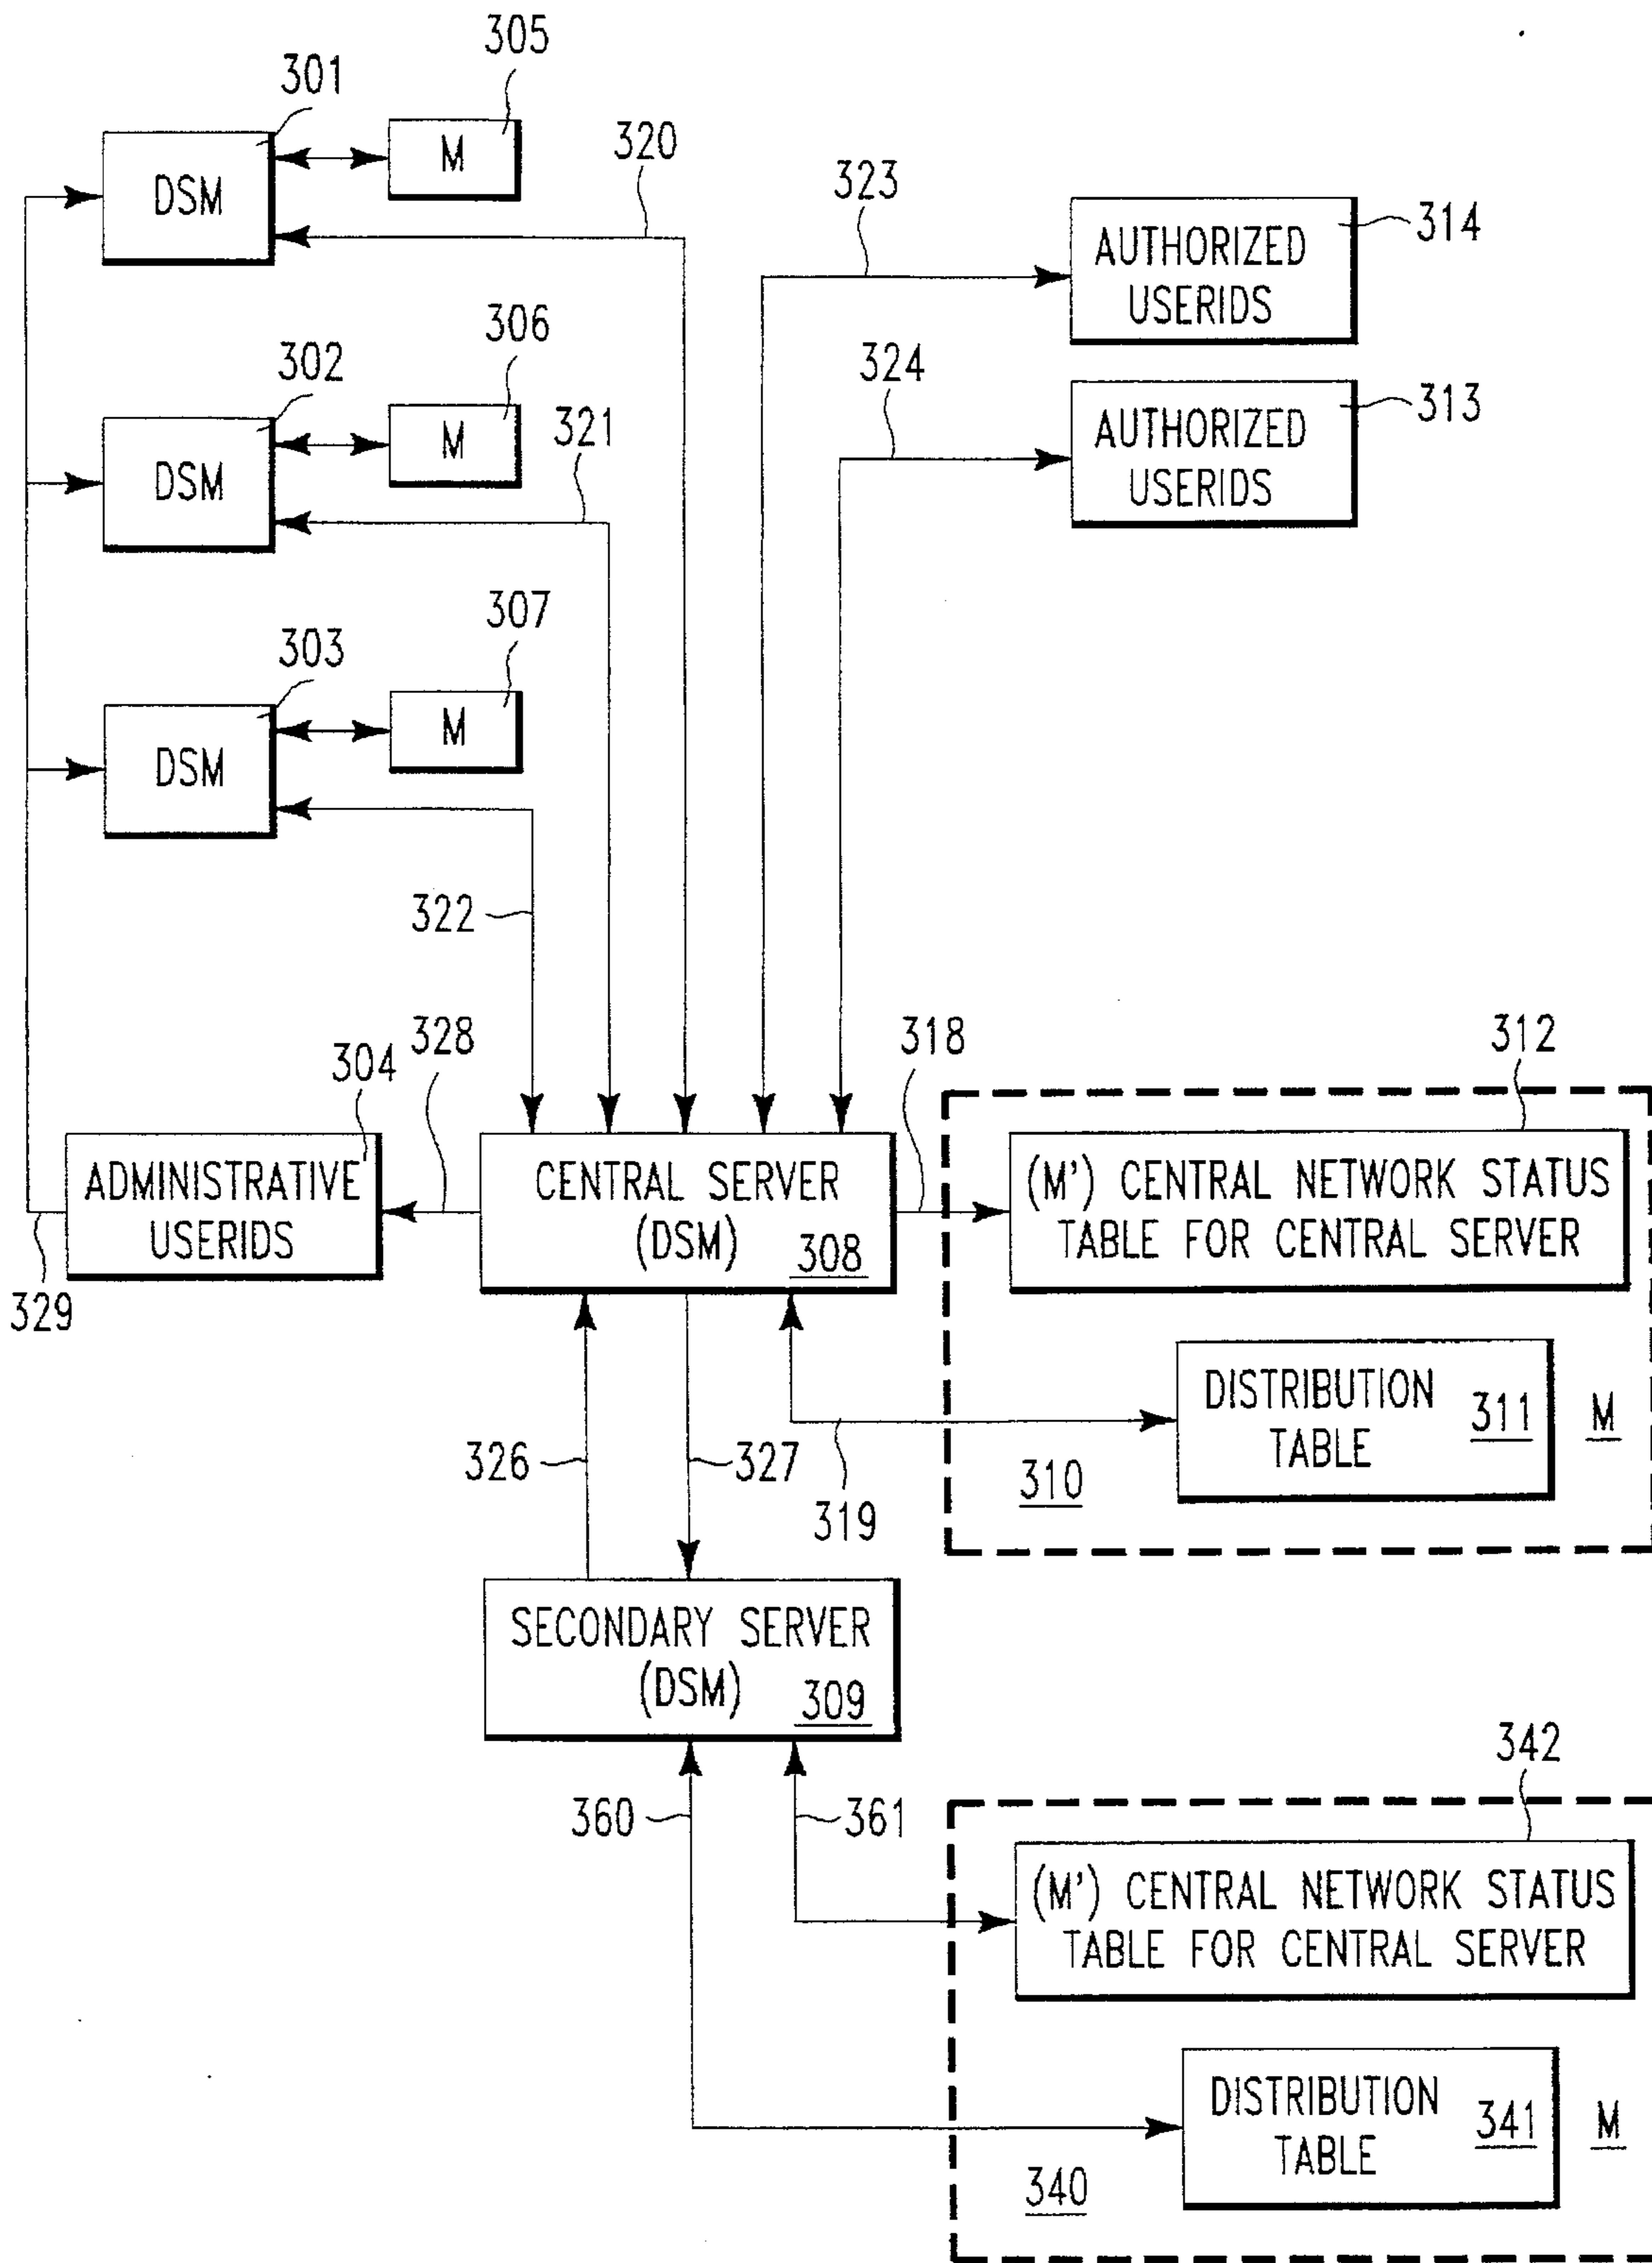 305
301
320
M
DSM
323
314
AUTHORIZED
USERIDS
306
302
324
321
313
M
DSM
AUTHORIZED
USERIDS
307
303
M
DSM
322
328
318
312
304
ADMINISTRATIVE
USERIDS
CENTRAL SERVER
(DSM)
308
(M') CENTRAL NETWORK STATUS
TABLE FOR CENTRAL SERVER
329
DISTRIBUTION
TABLE
311
M
326
327
319
310
SECONDARY SERVER
(DSM)
309
342
360
361
(M') CENTRAL NETWORK STATUS
TABLE FOR CENTRAL SERVER
DISTRIBUTION
TABLE
341
M
340